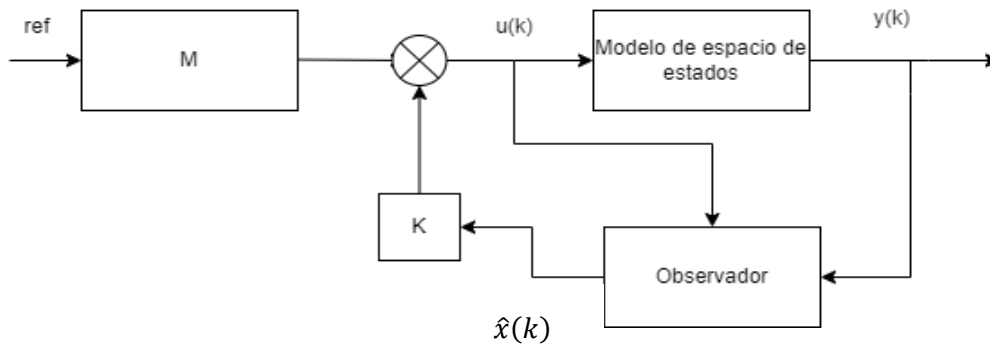 ref
M
u(k)
Modelo de espacio de
estados
y(k)
K
Observador
x̂(k)